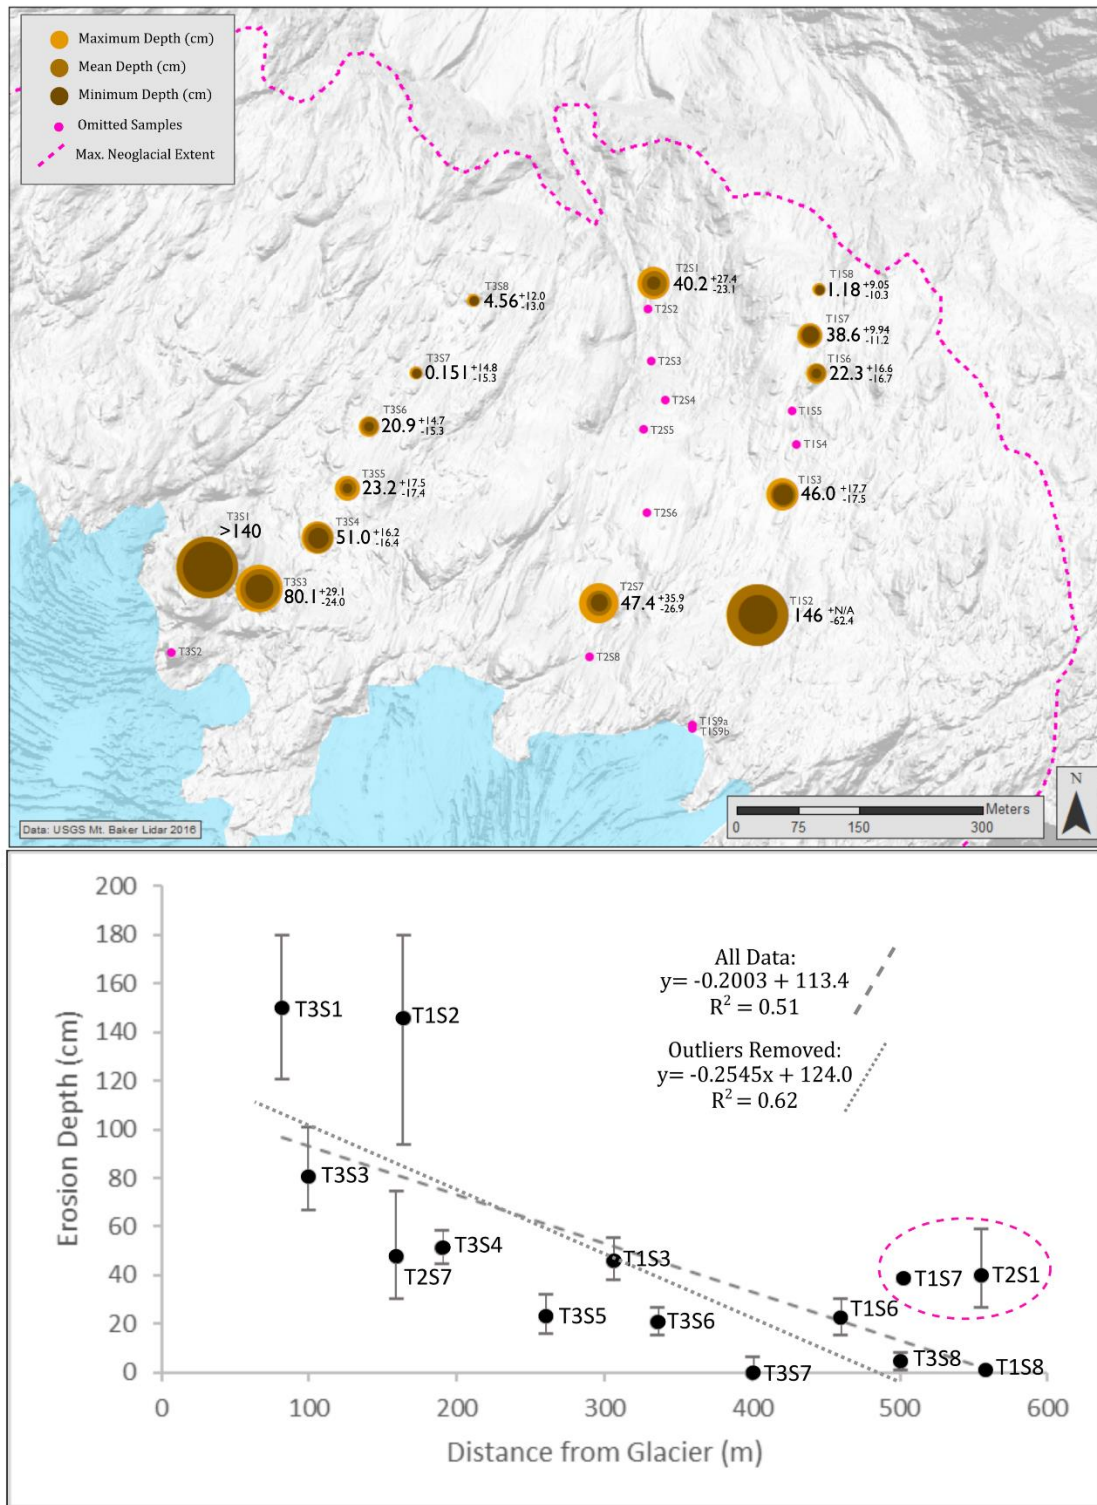 Maximum Depth (cm)
Mean Depth (cm)
Minimum Depth (cm)
Omitted Samples
Max. Neoglacial Extent
T2S1
40.2 +27.4 -23.1
T2S2
T1S8
1.18 +9.05 -10.3
T3S8
4.56 +12.0 -13.0
T1S7
38.6 +9.94 -11.2
T3S7
0.151 +14.8 -15.3
T2S3
T1S6
22.3 +16.6 -16.7
T2S4
T3S6
20.9 +14.7 -15.3
T1S5
T2S5
T1S4
T3S5
23.2 +17.5 -17.4
T1S3
46.0 +17.7 -17.5
T3S1
>140
T3S4
51.0 +16.2 -16.4
T2S6
T3S3
80.1 +29.1 -24.0
T2S7
47.4 +35.9 -26.9
T1S2
146 +N/A -62.4
T3S2
T2S8
T1S9a
T1S9b
N
Meters
0 75 150 300
Data: USGS Mt. Baker Lidar 2016
200
180
160
140
120
100
80
60
40
20
0
Erosion Depth (cm)
All Data:
y= -0.2003 + 113.4
R² = 0.51
Outliers Removed:
y= -0.2545x + 124.0
R² = 0.62
T3S1
T1S2
T3S3
T2S7
T3S4
T1S3
T3S5
T3S6
T3S7
T1S6
T1S7
T2S1
T3S8
T1S8
0 100 200 300 400 500 600
Distance from Glacier (m)